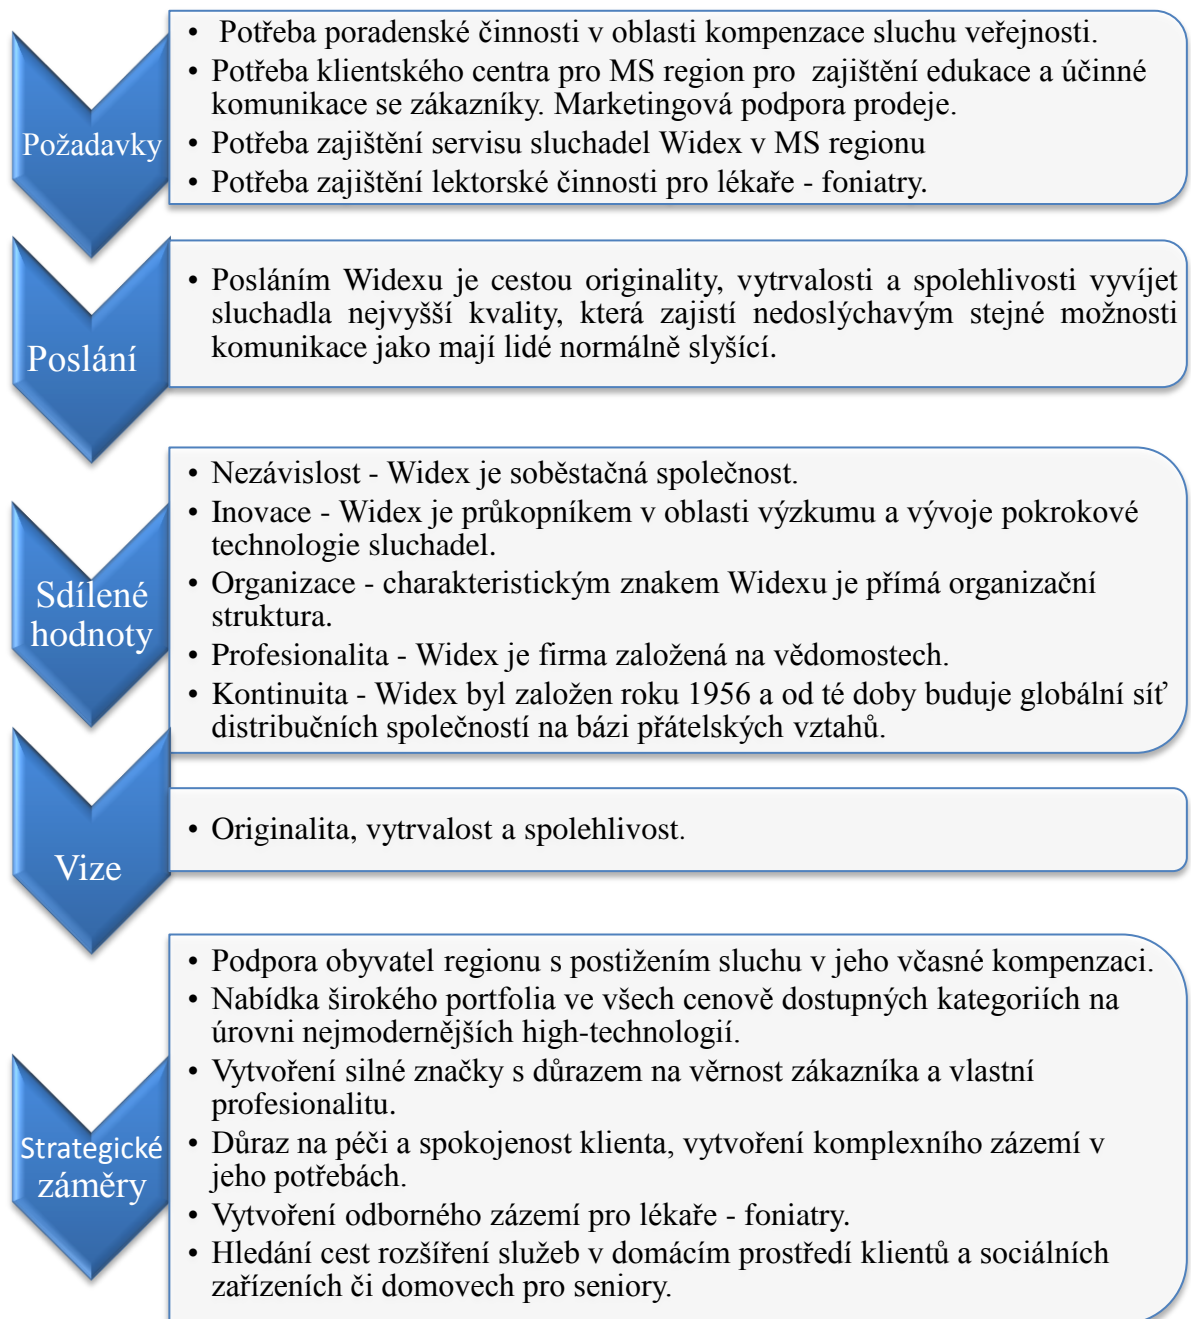 Požadavky
• Potřeba poradenské činnosti v oblasti kompenzace sluchu veřejnosti.
• Potřeba klientského centra pro MS region pro zajištění edukace a účinné
komunikace se zákazníky. Marketingová podpora prodeje.
• Potřeba zajištění servisu sluchadel Widex v MS regionu
• Potřeba zajištění lektorské činnosti pro lékaře - foniatry.
Poslání
• Posláním Widexu je cestou originality, vytrvalosti a spolehlivosti vyvíjet
sluchadla nejvyšší kvality, která zajistí nedoslýchavým stejné možnosti
komunikace jako mají lidé normálně slyšící.
Sdílené
hodnoty
• Nezávislost - Widex je soběstačná společnost.
• Inovace - Widex je průkopníkem v oblasti výzkumu a vývoje pokrokové
technologie sluchadel.
• Organizace - charakteristickým znakem Widexu je přímá organizační
struktura.
• Profesionalita - Widex je firma založená na vědomostech.
• Kontinuita - Widex byl založen roku 1956 a od té doby buduje globální síť
distribučních společností na bázi přátelských vztahů.
Vize
• Originalita, vytrvalost a spolehlivost.
Strategické
záměry
• Podpora obyvatel regionu s postižením sluchu v jeho včasné kompenzaci.
• Nabídka širokého portfolia ve všech cenově dostupných kategoriích na
úrovni nejmodernějších high-technologií.
• Vytvoření silné značky s důrazem na věrnost zákazníka a vlastní
profesionalitu.
• Důraz na péči a spokojenost klienta, vytvoření komplexního zázemí v
jeho potřebách.
• Vytvoření odborného zázemí pro lékaře - foniatry.
• Hledání cest rozšíření služeb v domácím prostředí klientů a sociálních
zařízeních či domovech pro seniory.